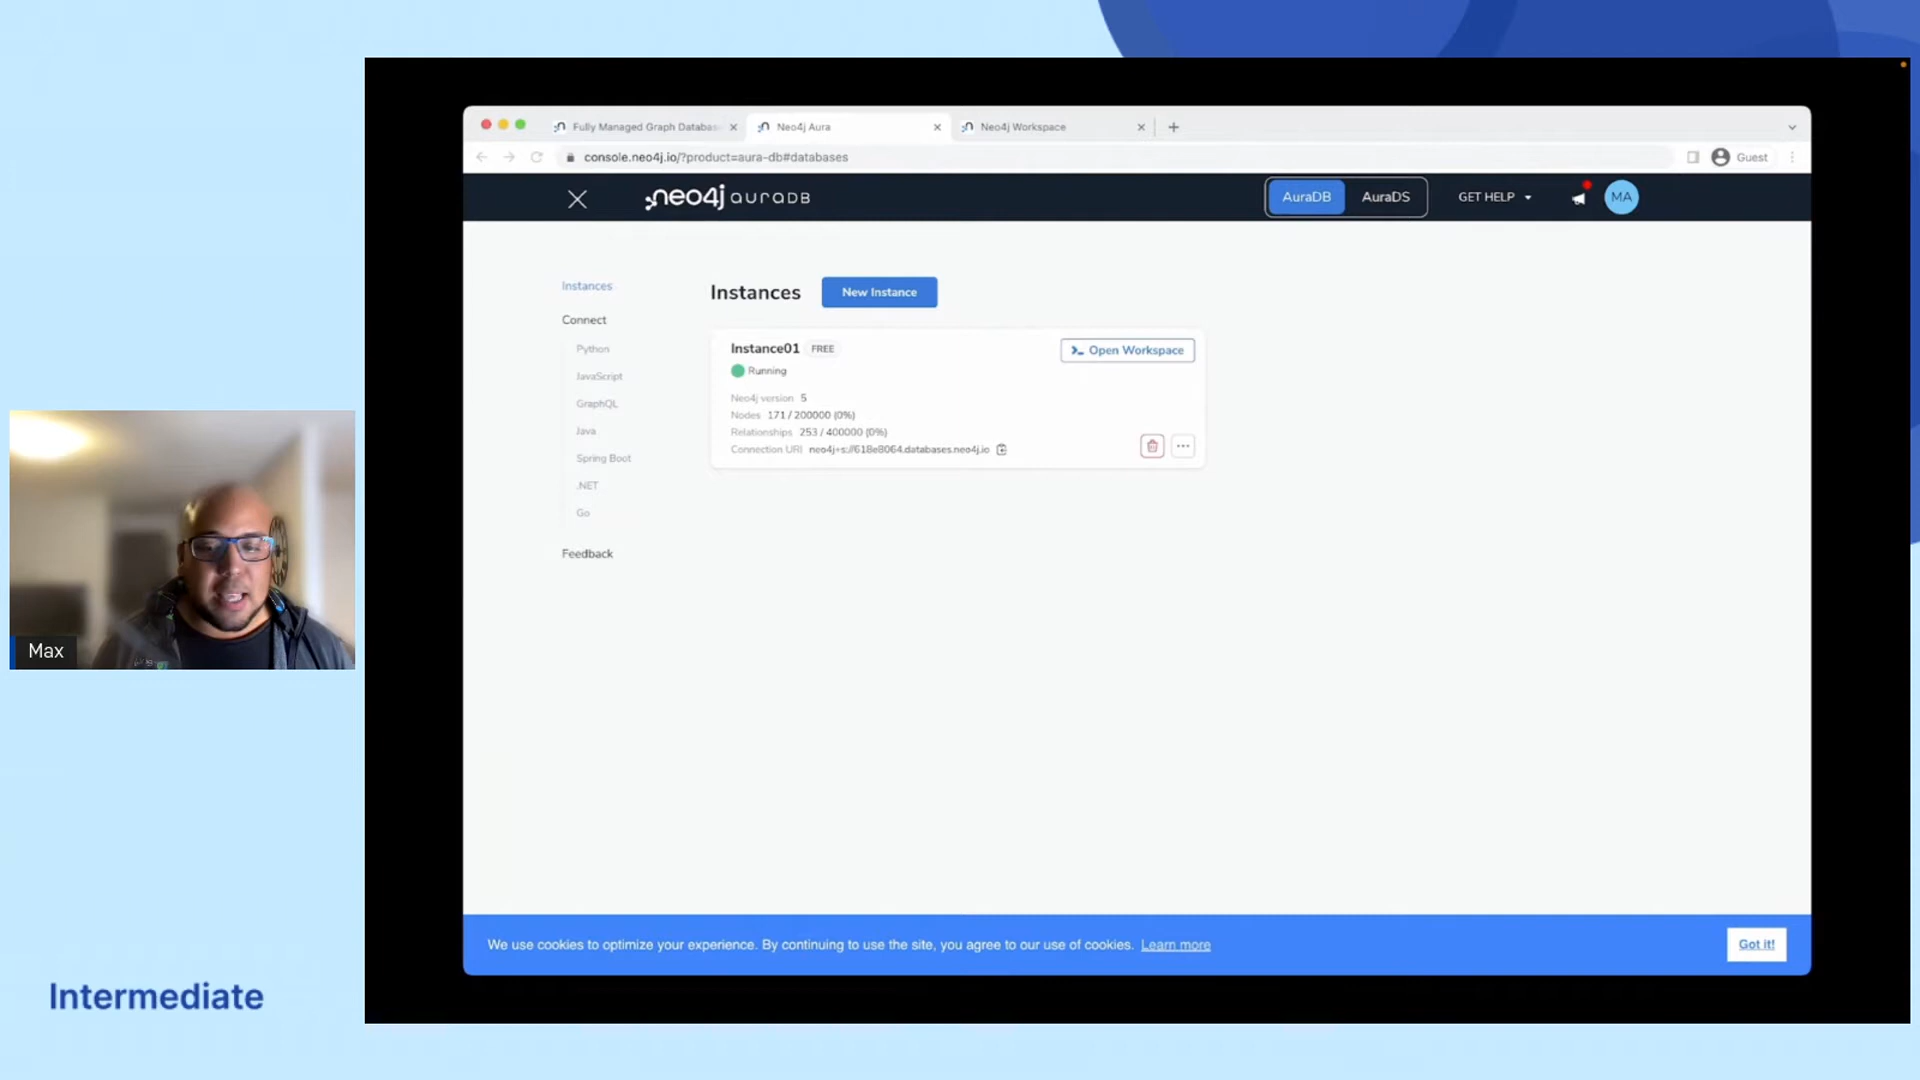 Fully Managed Graph Databas
Neo4j Aura
Neo4j Workspace
console.neo4j.io/?product=aura-db#databases
Guest
neo4j auraDB
AuraDB
AuraDS
GET HELP
MA
Instances
Connect
Python
JavaScript
GraphQL
Java
Spring Boot
.NET
Go
Feedback
Instances
New Instance
Instance01 FREE
Open Workspace
Running
Neo4j version 5
Nodes 171 / 200000 (0%)
Relationships 253 / 400000 (0%)
Connection URI neo4j+s://618e8064.databases.neo4j.io
Max
We use cookies to optimize your experience. By continuing to use the site, you agree to our use of cookies. Learn more
Got it!
Intermediate